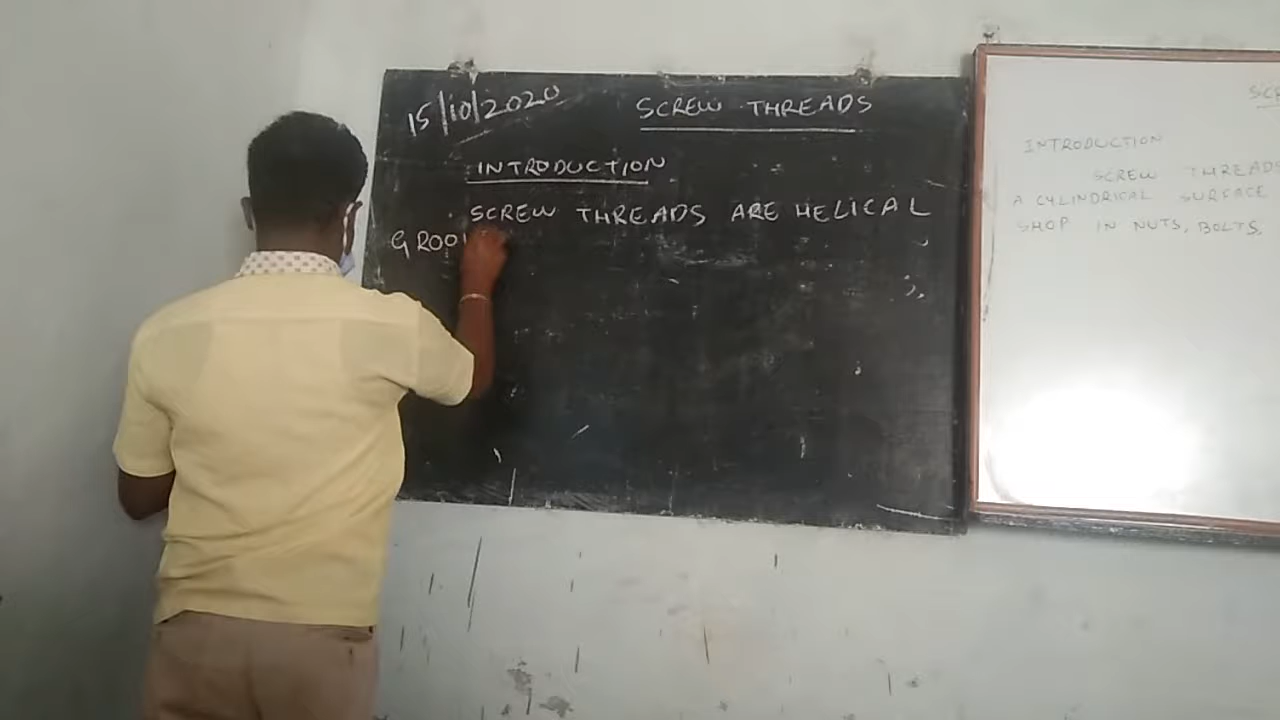 15/10/2020
SCREW THREADS
INTRODUCTION
SCREW THREADS ARE HELICAL
GROO
INTRODUCTION
SCREW THREADS
A CYLINDRICAL SURFACE
SHOP IN NUTS, BOLTS,